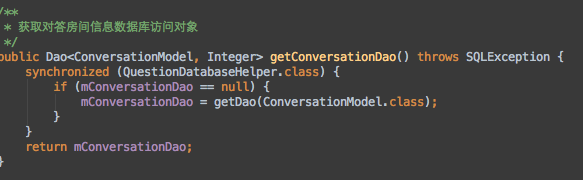 /**
* 获取对答房间信息数据库访问对象
*/
public Dao<ConversationModel, Integer> getConversationDao() throws SQLException {
synchronized (QuestionDatabaseHelper.class) {
if (mConversationDao == null) {
mConversationDao = getDao(ConversationModel.class);
}
}
return mConversationDao;
}